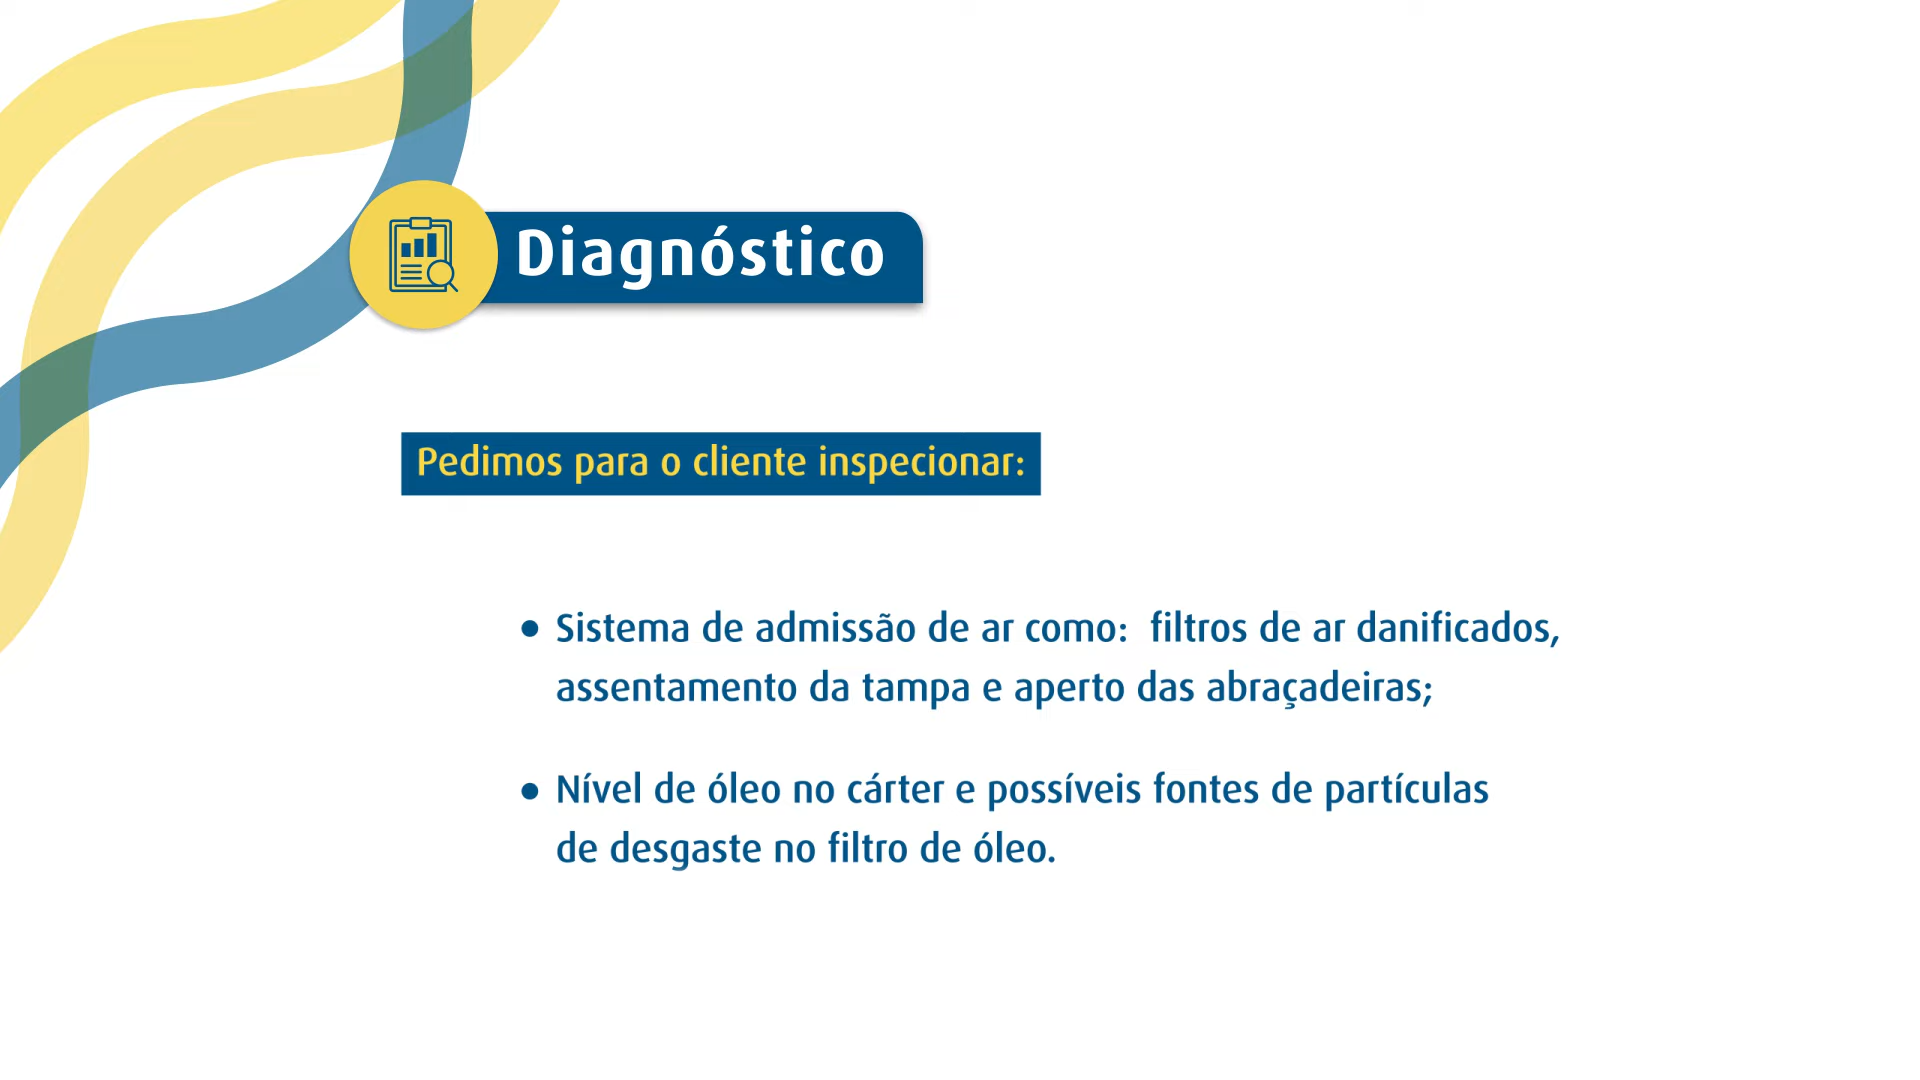 Diagnóstico
Pedimos para o cliente inspecionar:
● Sistema de admissão de ar como:  filtros de ar danificados,
assentamento da tampa e aperto das abraçadeiras;
● Nível de óleo no cárter e possíveis fontes de partículas
de desgaste no filtro de óleo.